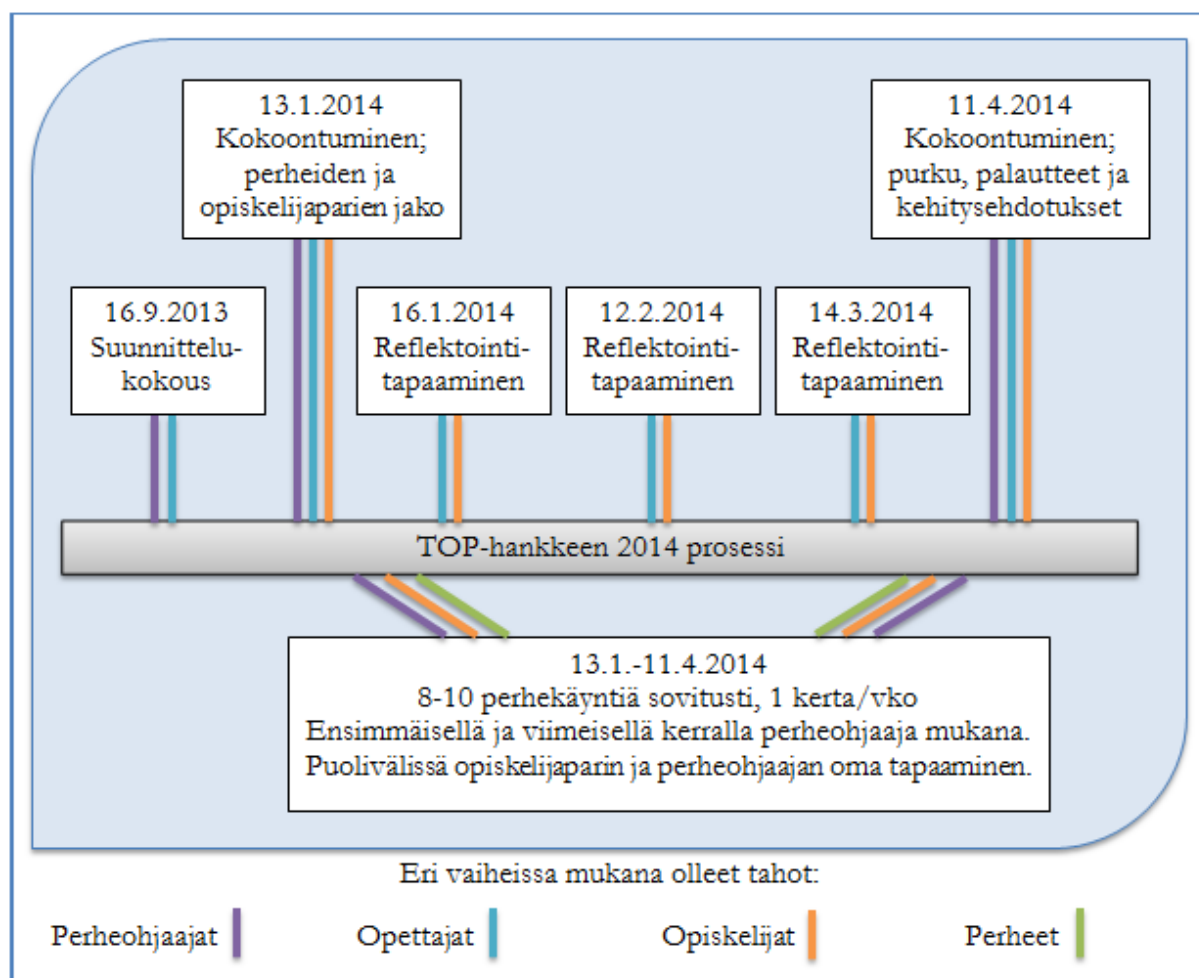 13.1.2014
Kokoontuminen;
perheiden ja
opiskelijaparien jako
11.4.2014
Kokoontuminen;
purku, palautteet ja
kehitysehdotukset
16.9.2013
Suunnittelu-
kokous
16.1.2014
Reflektointi-
tapaaminen
12.2.2014
Reflektointi-
tapaaminen
14.3.2014
Reflektointi-
tapaaminen
TOP-hankkeen 2014 prosessi
13.1.-11.4.2014
8-10 perhekäyntiä sovitusti, 1 kerta/vko
Ensimmäisellä ja viimeisellä kerralla perheohjaaja mukana.
Puolivälissä opiskelijaparin ja perheohjaajan oma tapaaminen.
Eri vaiheissa mukana olleet tahot:
Perheohjaajat Opettajat Opiskelijat Perheet